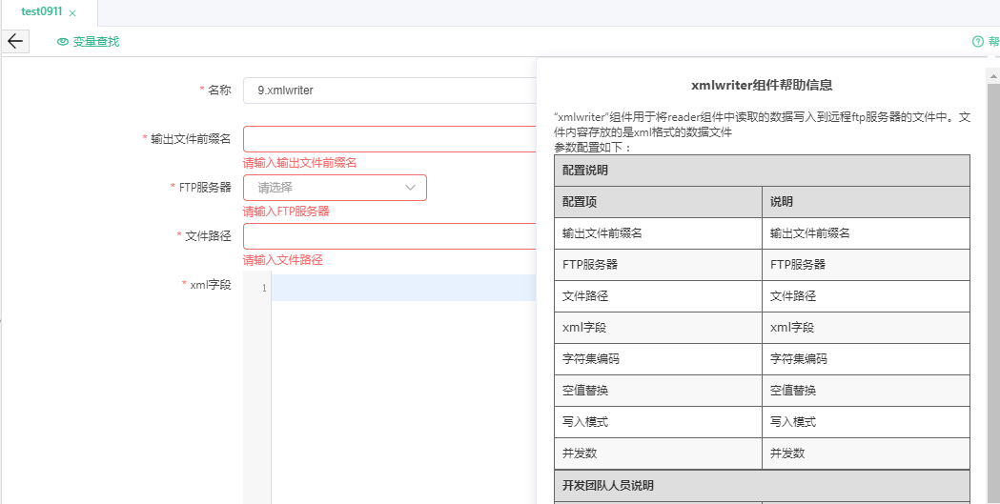 test0911
变量查找
帮
* 名称
9.xmlwriter
* 输出文件前缀名
请输入输出文件前缀名
* FTP服务器
请选择
请输入FTP服务器
* 文件路径
请输入文件路径
* xml字段
1
xmlwriter组件帮助信息
“xmlwriter”组件用于将reader组件中读取的数据写入到远程ftp服务器的文件中。文
件内容存放的是xml格式的数据文件
参数配置如下：
配置说明
配置项 说明
输出文件前缀名 输出文件前缀名
FTP服务器 FTP服务器
文件路径 文件路径
xml字段 xml字段
字符集编码 字符集编码
空值替换 空值替换
写入模式 写入模式
并发数 并发数
开发团队人员说明